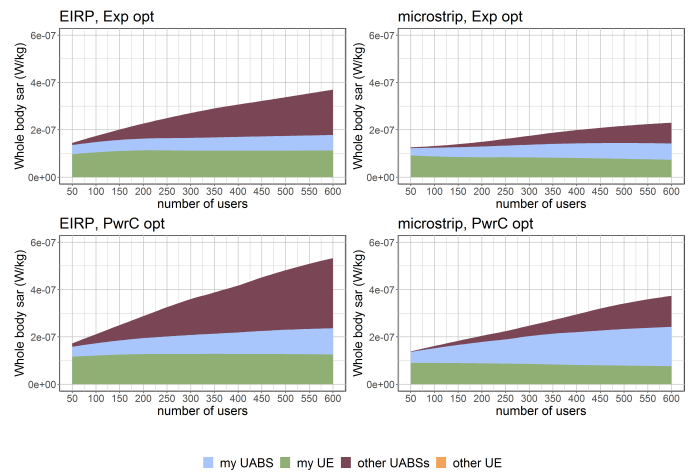 EIRP, Exp opt
Whole body sar (W/kg)
6e-07
4e-07
2e-07
0e+00
50 100 150 200 250 300 350 400 450 500 550 600
number of users
microstrip, Exp opt
Whole body sar (W/kg)
6e-07
4e-07
2e-07
0e+00
50 100 150 200 250 300 350 400 450 500 550 600
number of users
EIRP, PwrC opt
Whole body sar (W/kg)
6e-07
4e-07
2e-07
0e+00
50 100 150 200 250 300 350 400 450 500 550 600
number of users
microstrip, PwrC opt
Whole body sar (W/kg)
6e-07
4e-07
2e-07
0e+00
50 100 150 200 250 300 350 400 450 500 550 600
number of users
my UABS my UE other UABSs other UE